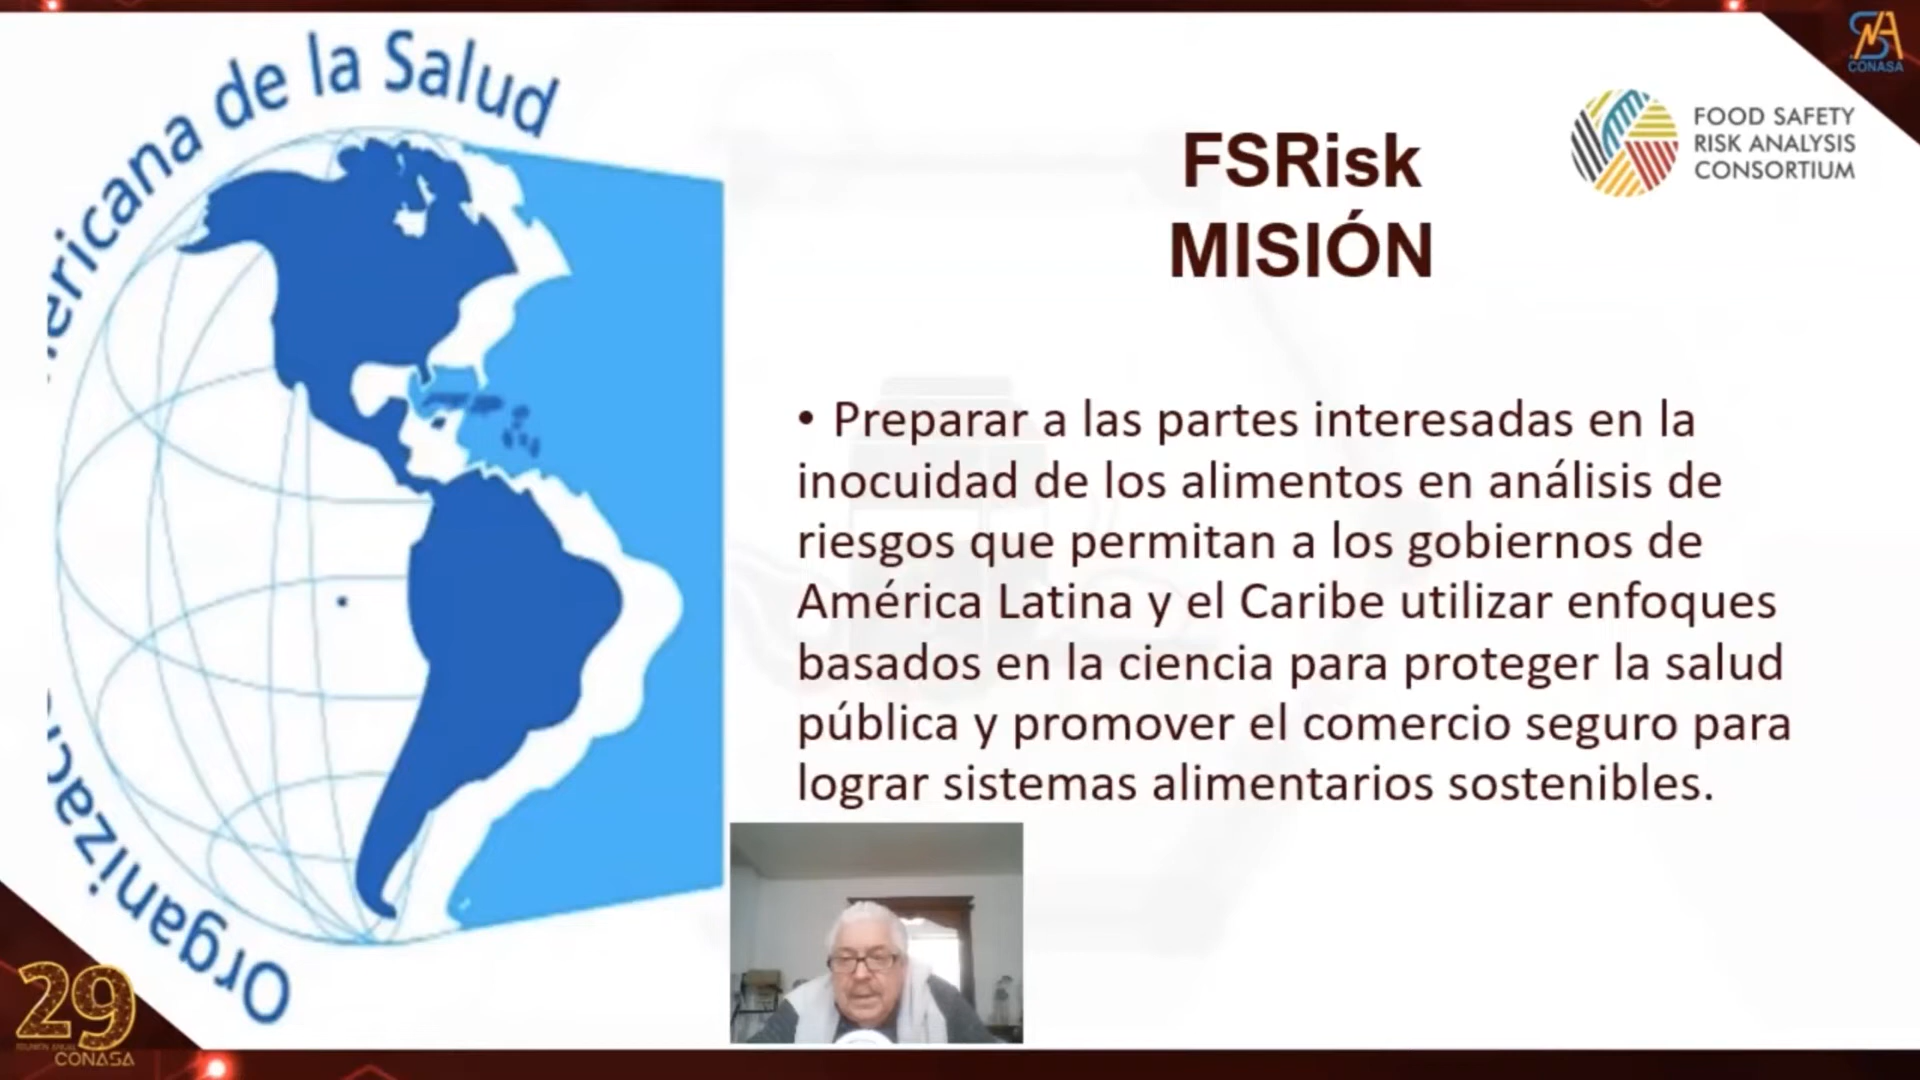 ericana de la Salud
Organizaci
FSRisk
MISIÓN
FOOD SAFETY
RISK ANALYSIS
CONSORTIUM
CONASA
• Preparar a las partes interesadas en la
inocuidad de los alimentos en análisis de
riesgos que permitan a los gobiernos de
América Latina y el Caribe utilizar enfoques
basados en la ciencia para proteger la salud
pública y promover el comercio seguro para
lograr sistemas alimentarios sostenibles.
29
REUNIÓN ANUAL
CONASA